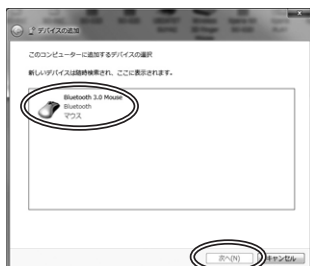 デバイスの追加
このコンピューターに追加するデバイスの選択
新しいデバイスは随時検索され、ここに表示されます。
Bluetooth 3.0 Mouse
Bluetooth
マウス
次へ(N)
キャンセル